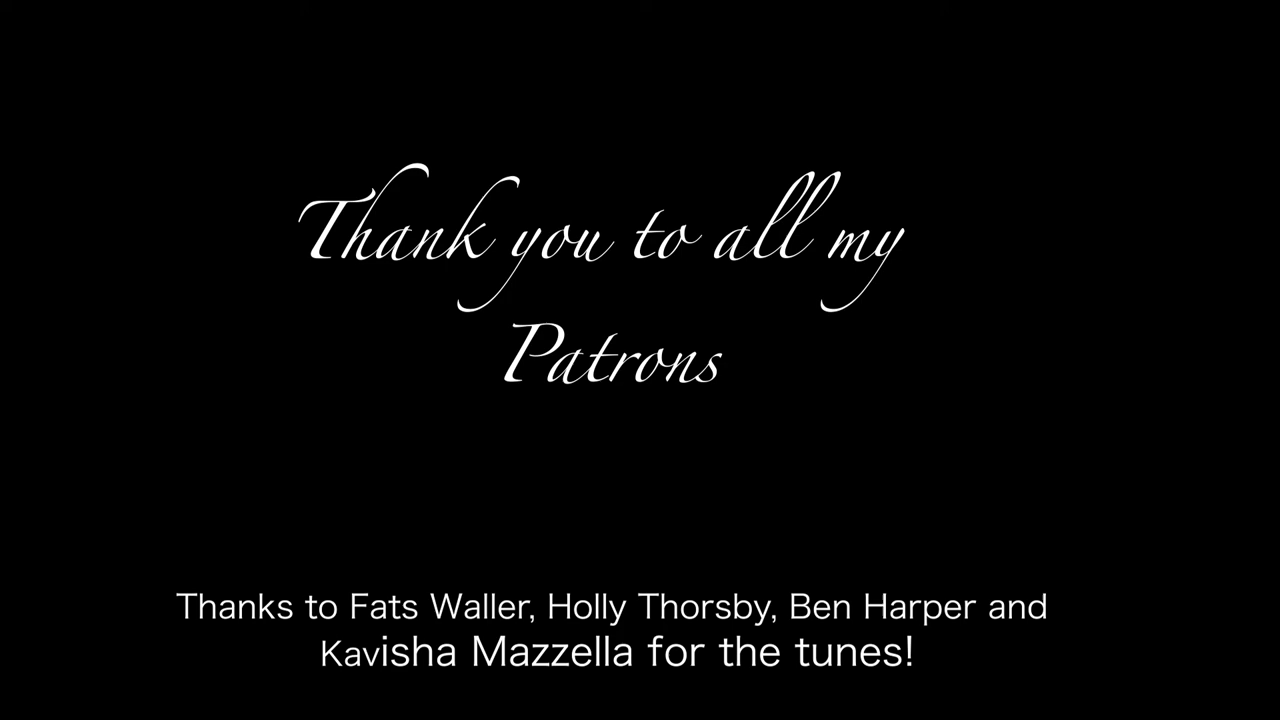 Thank you to all my
Patrons
Thanks to Fats Waller, Holly Thorsby, Ben Harper and
Kavisha Mazzella for the tunes!